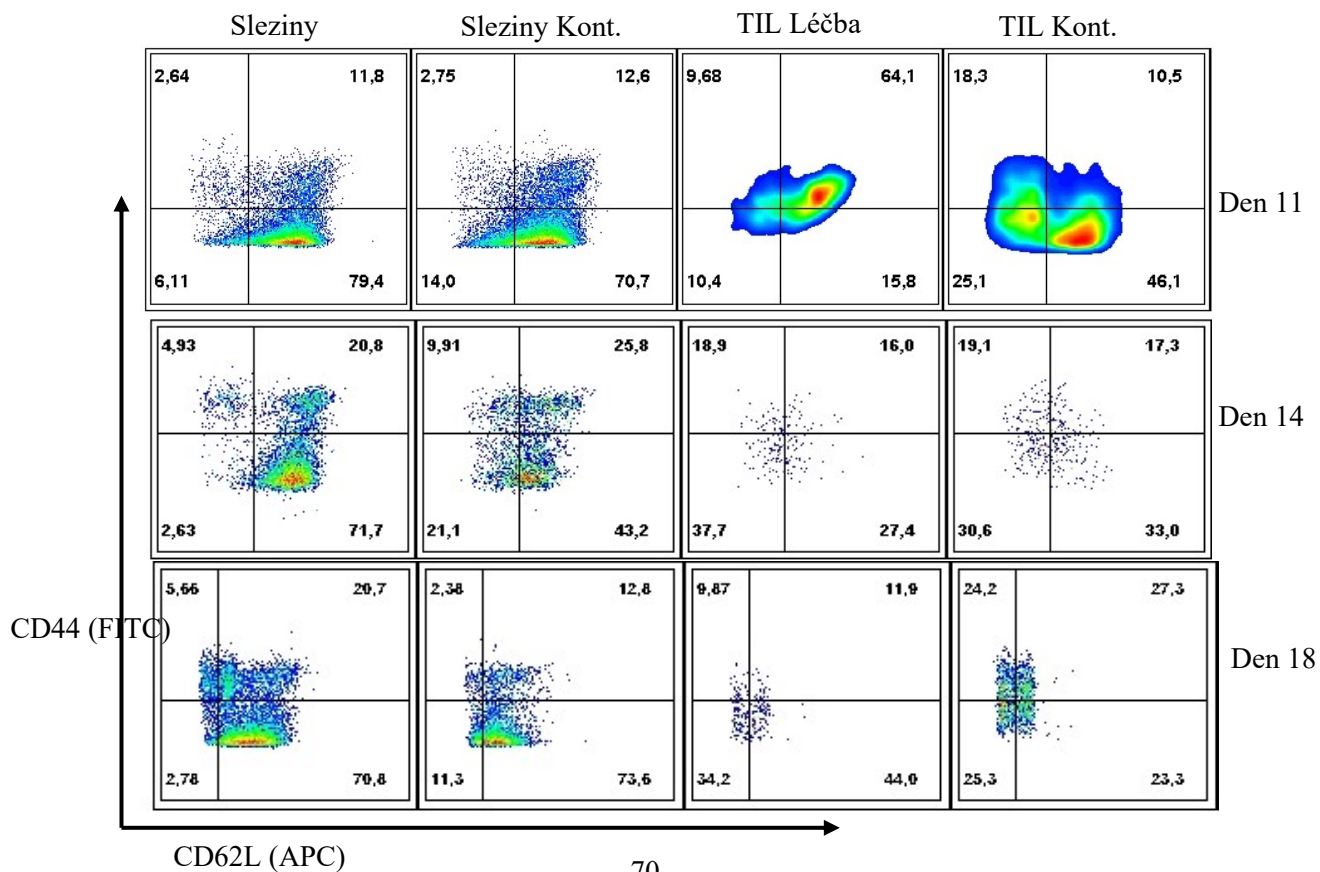 Sleziny Sleziny Kont. TIL Léčba TIL Kont.
2,64 11,8 2,75 12,6 9,68 64,1 18,3 10,5
Den 11
6,11 79,4 14,0 70,7 10,4 15,8 25,1 46,1
4,93 20,8 9,91 25,8 18,9 16,0 19,1 17,3
Den 14
2,63 71,7 21,1 43,2 37,7 27,4 30,6 33,0
5,66 20,7 2,38 12,8 9,87 11,9 24,2 27,3
CD44 (FITC)
Den 18
2,78 70,8 11,3 73,6 34,2 44,0 25,3 23,3
CD62L (APC)
70